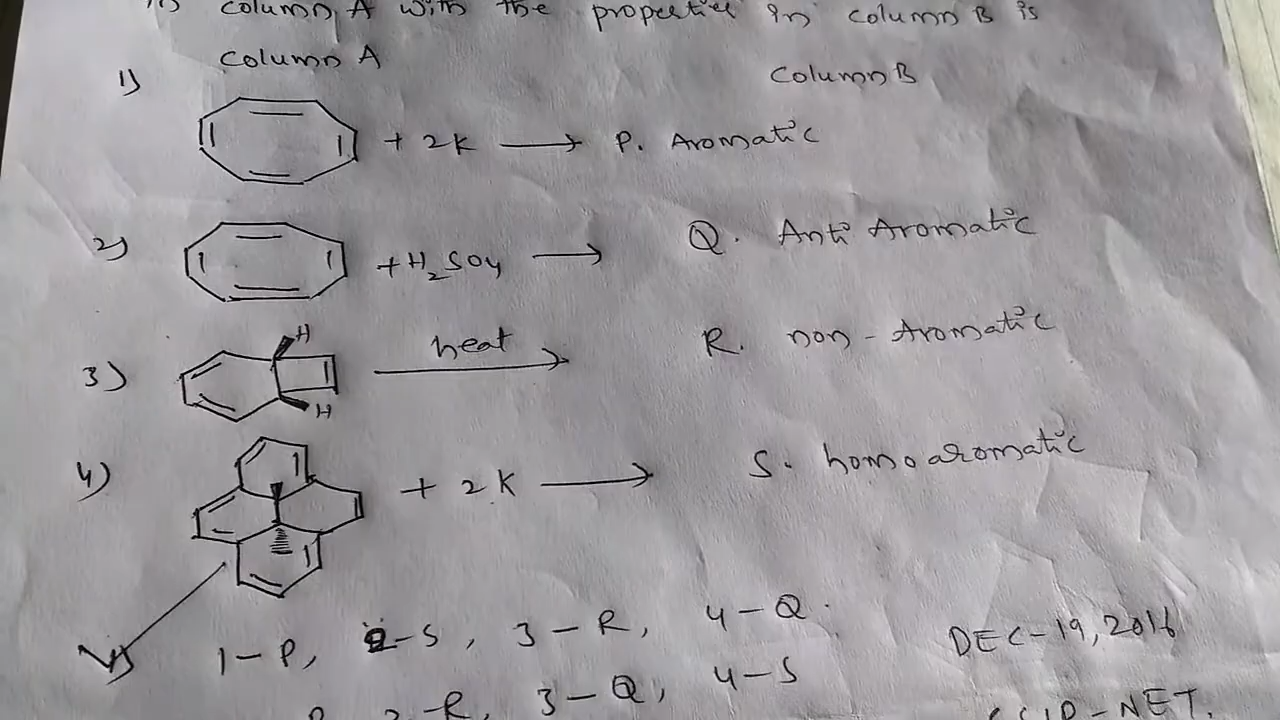 column A with the properties in column B is
column A
column B
1)
+ 2K → P. Aromatic
2)
+ H₂SO₄ →
Q. Anti Aromatic
3)
H
H
heat
R. non-Aromatic
4)
+ 2K →
S. homoaromatic
1-P, 2-S, 3-R, 4-Q.
DEC-19, 2016
2-R, 3-Q, 4-S
NET.